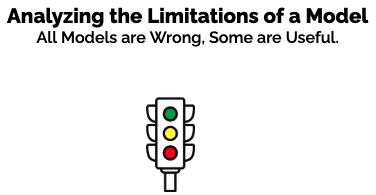 Analyzing the Limitations of a Model
All Models are Wrong, Some are Useful.